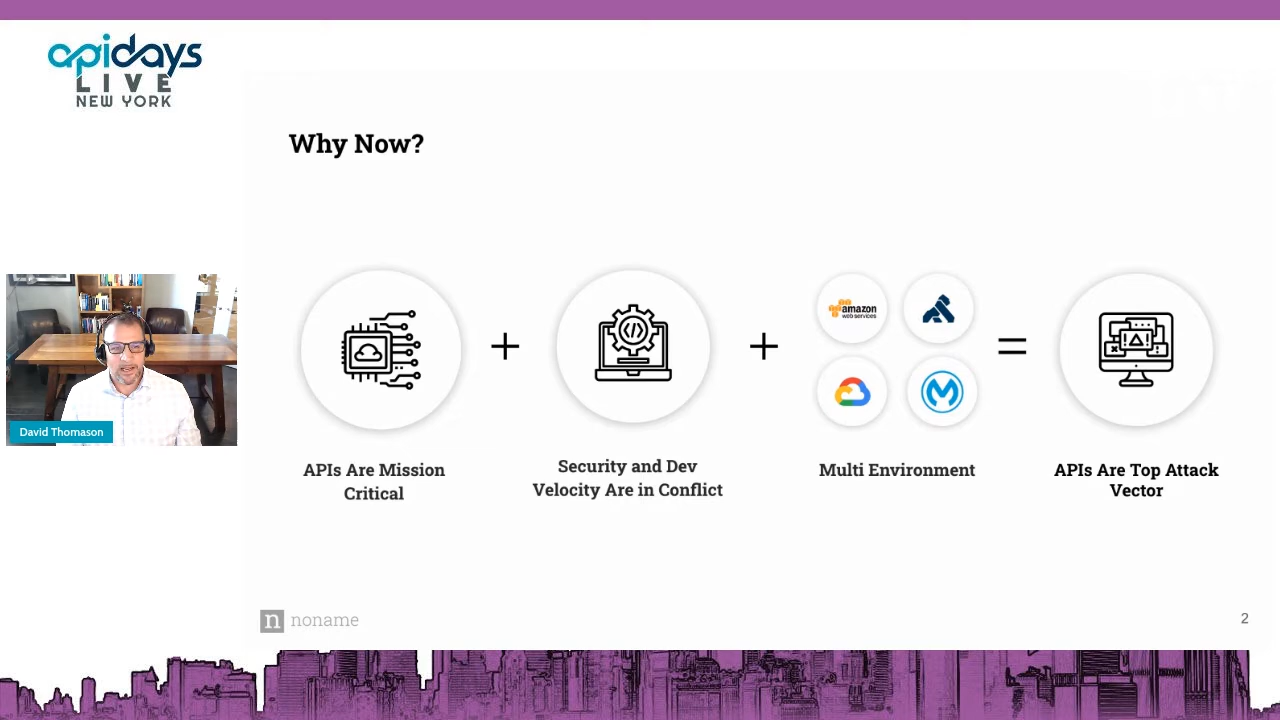 apidays
LIVE
NEW YORK
Why Now?
amazon
web services
David Thomason
APIs Are Mission
Critical
Security and Dev
Velocity Are in Conflict
Multi Environment
APIs Are Top Attack
Vector
n noname
2